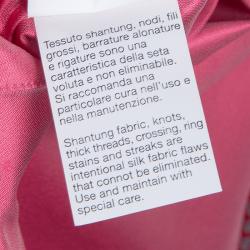 Tessuto shantung, nodi, fili
grossi, barrature alonature
e rigature sono una
caratteristica della seta
voluta e non eliminabile.
Si raccomanda una
particolare cura nell'uso e
nella manutenzione.
Shantung fabric, knots,
thick threads, crossing, ring
stains and streaks are
intentional silk fabric flaws
that cannot be eliminated.
Use and maintain with
special care.